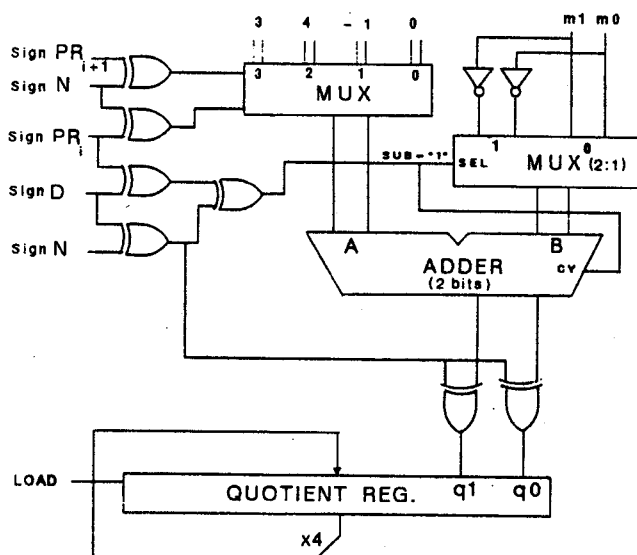 3 4 -1 0
m1 m0
Sign PR i+1
3 2 1 0
Sign N
MUX
Sign PR i
1 0
SUB-"1"
SEL MUX (2:1)
Sign D
A B
Sign N
ADDER CY
(2 bits)
LOAD
QUOTIENT REG. q1 q0
x4